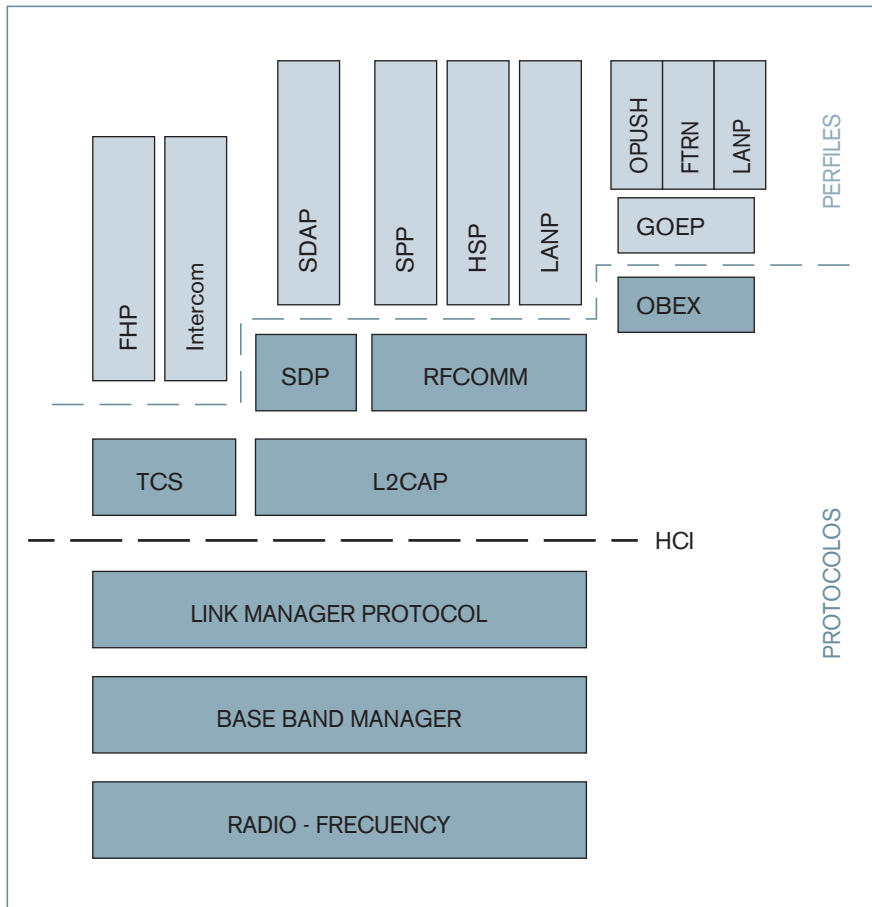 FHP
Intercom
SDAP
SPP
HSP
LANP
OPUSH
FTRN
LANP
GOEP
PERFILES
OBEX
SDP
RFCOMM
TCS
L2CAP
HCI
PROTOCOLOS
LINK MANAGER PROTOCOL
BASE BAND MANAGER
RADIO - FRECUENCY